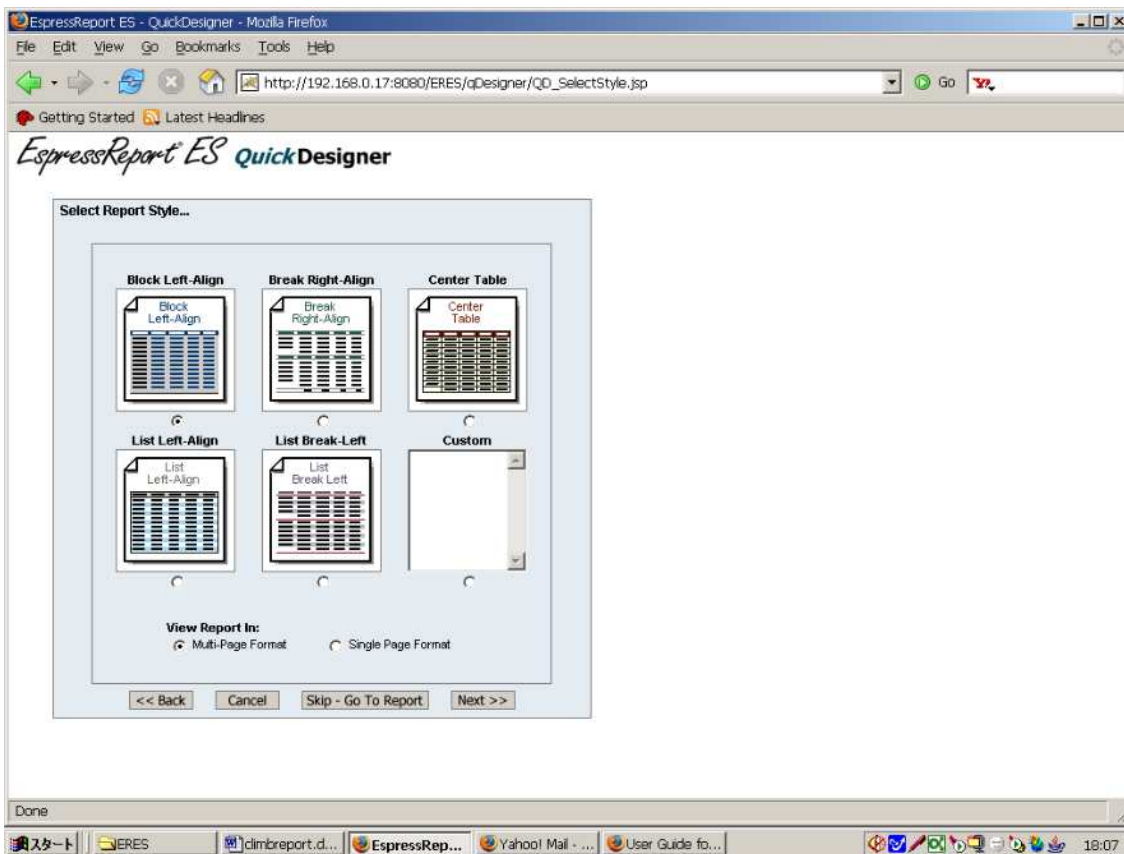 EspressReport ES - QuickDesigner - Mozilla Firefox
File Edit View Go Bookmarks Tools Help
http://192.168.0.17:8080/ERES/qDesigner/QD_SelectStyle.jsp
Go
Getting Started Latest Headlines
EspressReport ES QuickDesigner
Select Report Style...
Block Left-Align Break Right-Align Center Table
Block Left-Align
Break Right-Align
Center Table
List Left-Align List Break-Left Custom
List Left-Align
List Break Left
View Report In:
Multi-Page Format Single Page Format
<< Back Cancel Skip - Go To Report Next >>
Done
スタート ERES climbreport.d... EspressRep... Yahoo! Mail - ... User Guide fo... 18:07